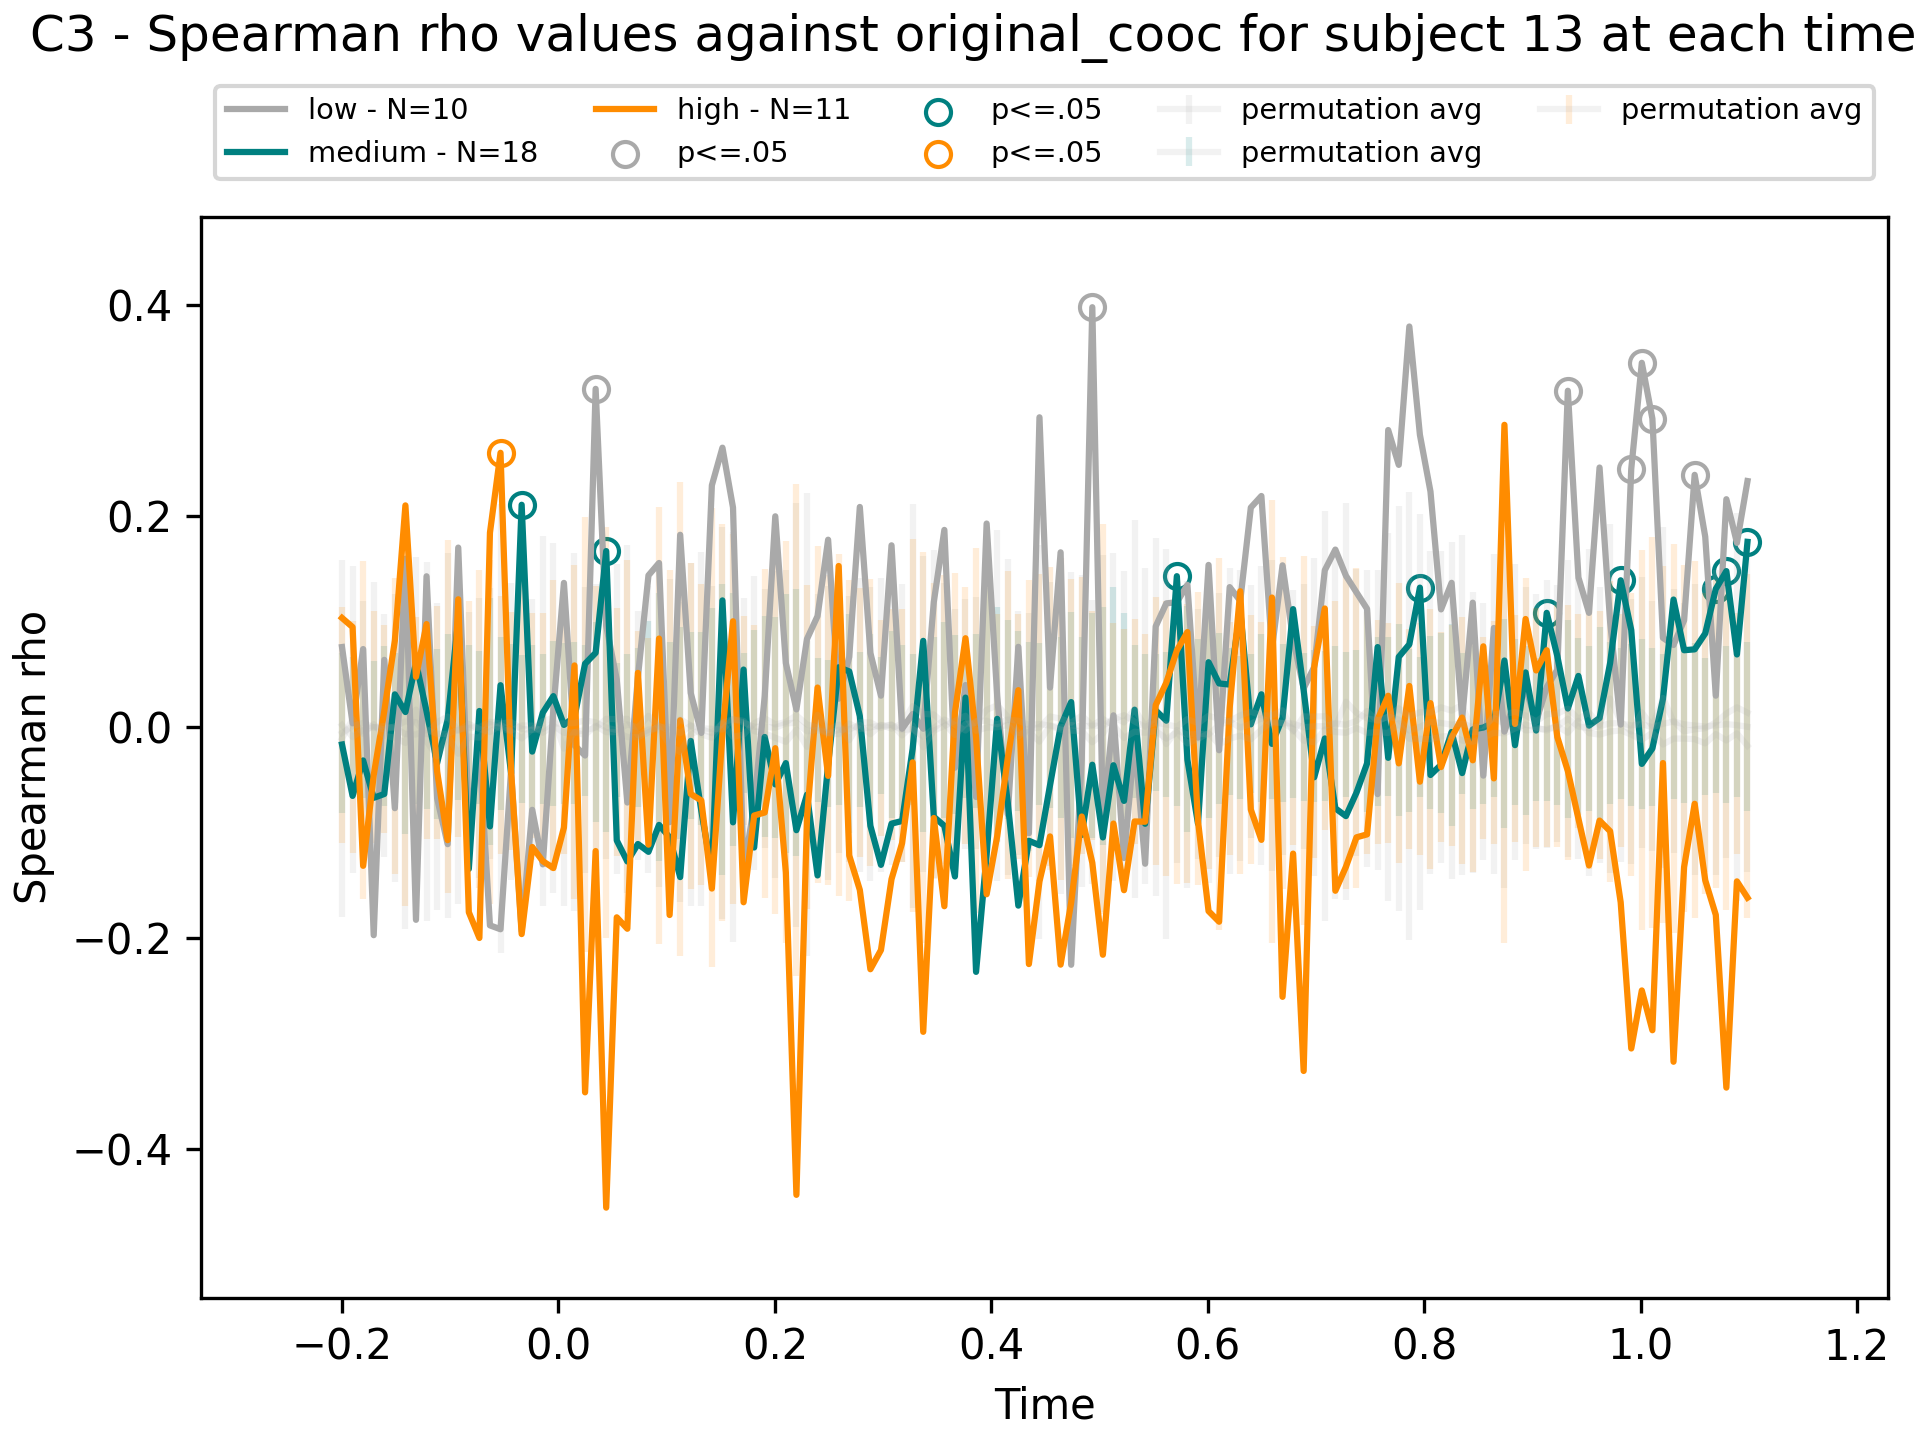 C3 - Spearman rho values against original_cooc for subject 13 at each time
low - N=10 high - N=11 p<=.05 permutation avg permutation avg
medium - N=18 p<=.05 p<=.05 permutation avg
0.4
0.2
0.0
−0.2
−0.4
Spearman rho
−0.2 0.0 0.2 0.4 0.6 0.8 1.0 1.2
Time